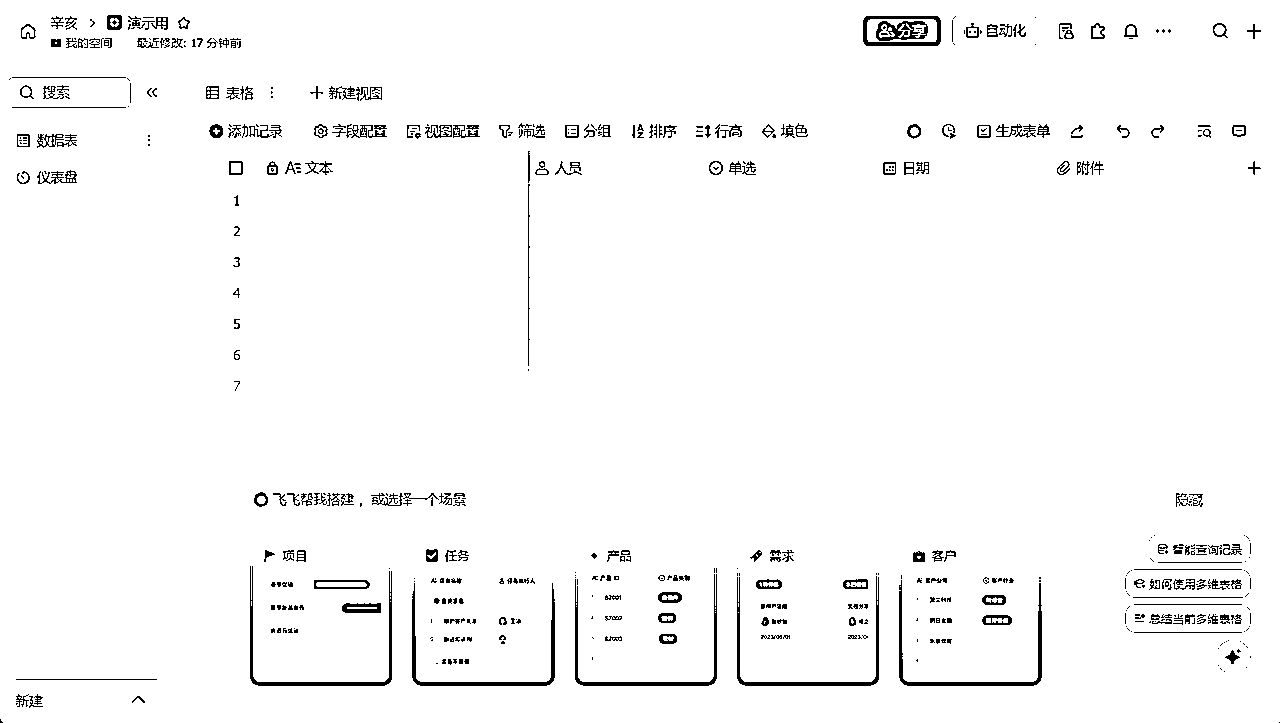 辛亥 > 演示用
我的空间 最近修改: 17 分钟前
分享 自动化
搜索
表格 新建视图
数据表
仪表盘
添加记录 字段配置 视图配置 筛选 分组 排序 行高 填色 生成表单
文本 人员 单选 日期 附件
1
2
3
4
5
6
7
飞飞帮我搭建，或选择一个场景 隐藏
项目 任务 产品 需求 客户
智能查询记录
如何使用多维表格
总结当前多维表格
产品 ID
2023/06/01
新建